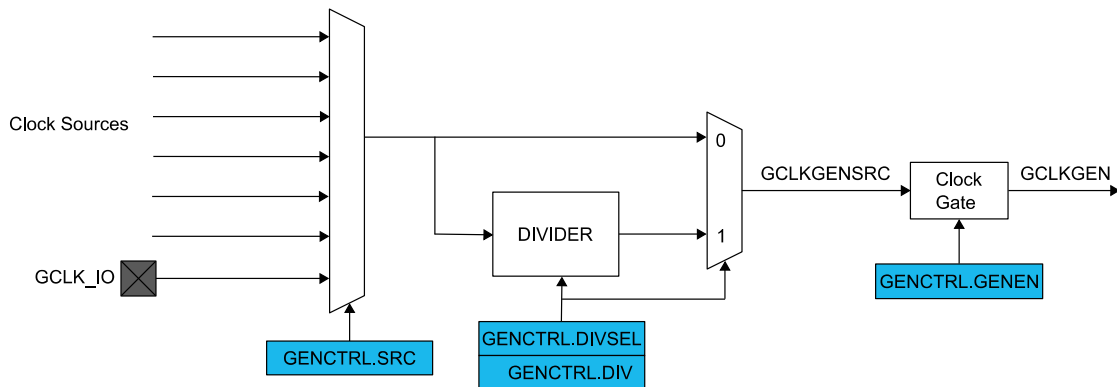 Clock Sources
GCLK_IO
GENCTRL.SRC
DIVIDER
GENCTRL.DIVSEL
GENCTRL.DIV
0
1
GCLKGENSRC
Clock
Gate
GCLKGEN
GENCTRL.GENEN